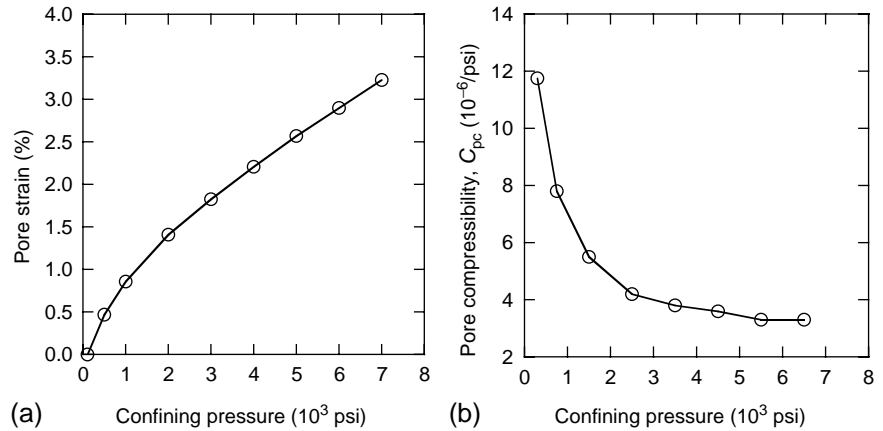 4.0
3.5
3.0
2.5
2.0
1.5
1.0
0.5
0.0
Pore strain (%)
0 1 2 3 4 5 6 7 8
(a) Confining pressure (10³ psi)
14
12
10
8
6
4
2
Pore compressibility, Cpc (10⁻⁶/psi)
0 1 2 3 4 5 6 7 8
(b) Confining pressure (10³ psi)